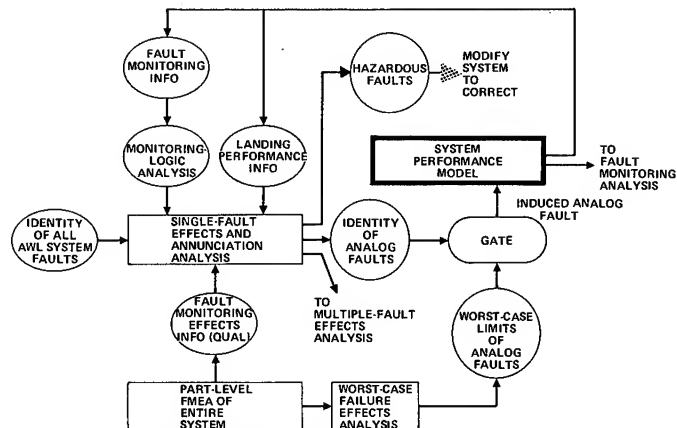 FAULT
MONITORING
INFO
HAZARDOUS
FAULTS
MODIFY
SYSTEM
TO
CORRECT
MONITORING-
LOGIC
ANALYSIS
LANDING
PERFORMANCE
INFO
SYSTEM
PERFORMANCE
MODEL
TO
FAULT
MONITORING
ANALYSIS
INDUCED ANALOG
FAULT
IDENTITY
OF ALL
AWL SYSTEM
FAULTS
SINGLE-FAULT
EFFECTS AND
ANNUNCIATION
ANALYSIS
IDENTITY
OF
ANALOG
FAULTS
GATE
FAULT
MONITORING
EFFECTS
INFO (QUAL)
TO
MULTIPLE-FAULT
EFFECTS
ANALYSIS
WORST-CASE
LIMITS
OF
ANALOG
FAULTS
PART-LEVEL
FMEA OF
ENTIRE
SYSTEM
WORST-CASE
FAILURE
EFFECTS
ANALYSIS